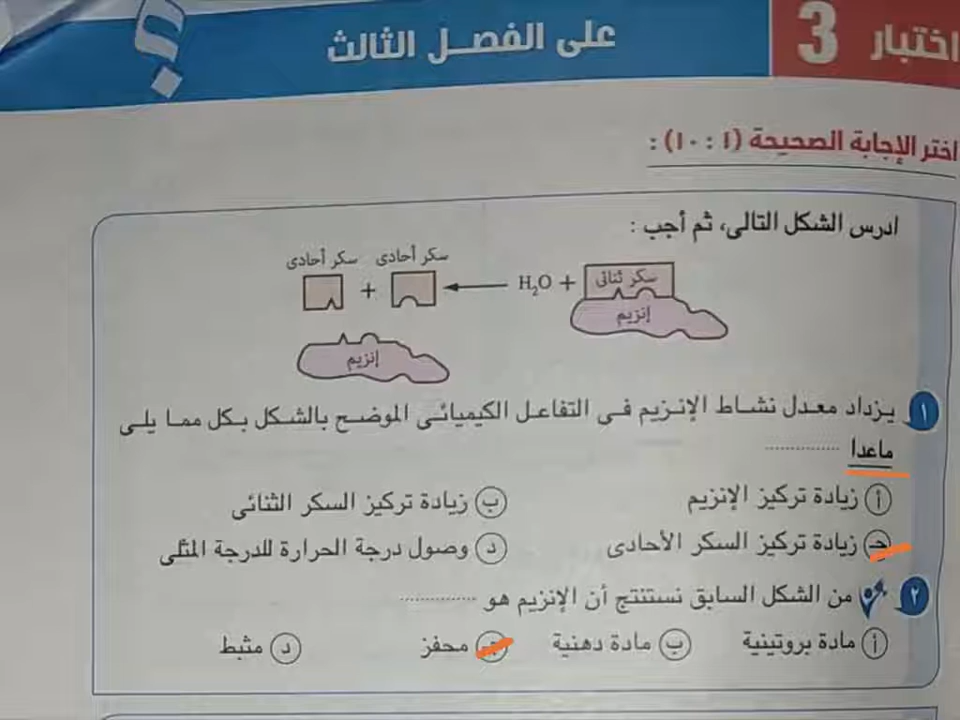 اختبار 3 على الفصل الثالث
اختر الإجابة الصحيحة (١ : ١٠) :
ادرس الشكل التالى، ثم أجب :
سكر ثنائى + H₂O
سكر أحادى + سكر أحادى
إنزيم
إنزيم
١ يزداد معدل نشاط الإنزيم فى التفاعل الكيميائى الموضح بالشكل بكل مما يلى
ماعدا ..............
أ زيادة تركيز الإنزيم ب زيادة تركيز السكر الثنائى
جـ زيادة تركيز السكر الأحادى د وصول درجة الحرارة للدرجة المثلى
٢ من الشكل السابق نستنتج أن الإنزيم هو ..............
أ مادة بروتينية ب مادة دهنية جـ محفز د مثبط